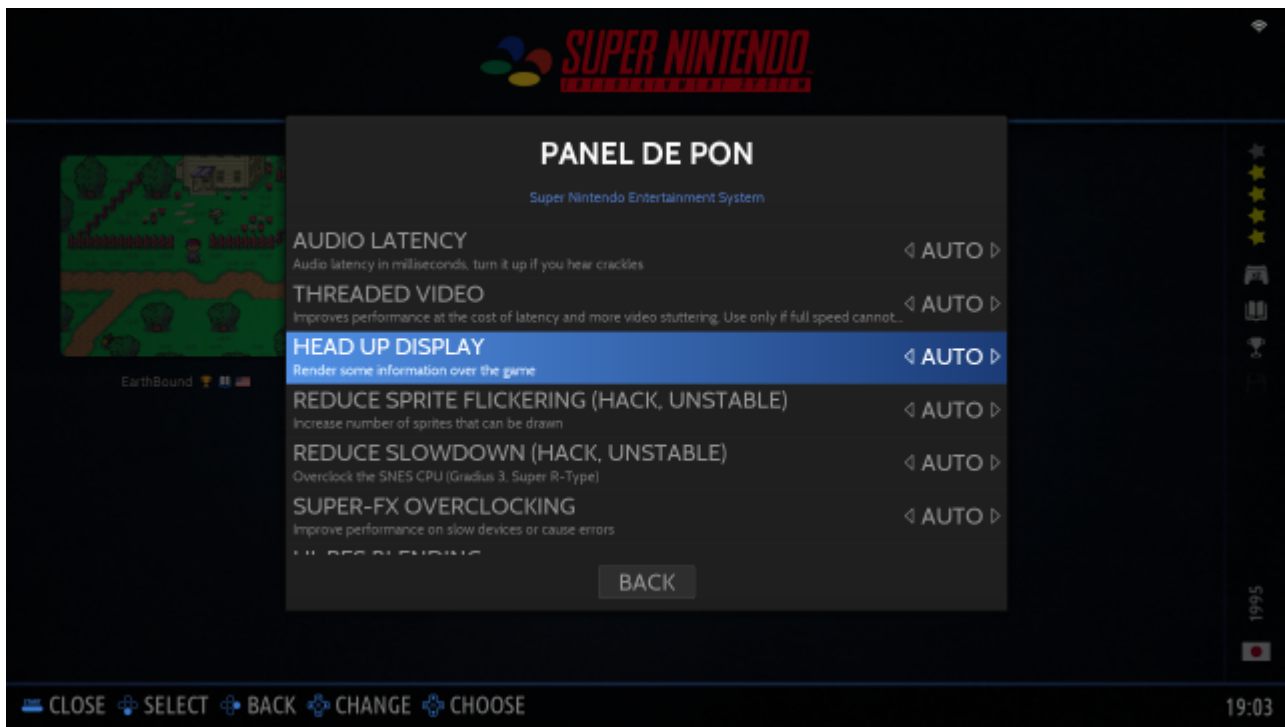 SUPER NINTENDO
ENTERTAINMENT SYSTEM
PANEL DE PON
Super Nintendo Entertainment System
AUDIO LATENCY
Audio latency in milliseconds, turn it up if you hear crackles
AUTO
THREADED VIDEO
Improves performance at the cost of latency and more video stuttering. Use only if full speed cannot...
AUTO
HEAD UP DISPLAY
Render some information over the game
AUTO
REDUCE SPRITE FLICKERING (HACK, UNSTABLE)
Increase number of sprites that can be drawn
AUTO
REDUCE SLOWDOWN (HACK, UNSTABLE)
Overclock the SNES CPU (Gradius 3, Super R-Type)
AUTO
SUPER-FX OVERCLOCKING
Improve performance on slow devices or cause errors
AUTO
BACK
EarthBound
1995
CLOSE SELECT BACK CHANGE CHOOSE
19:03